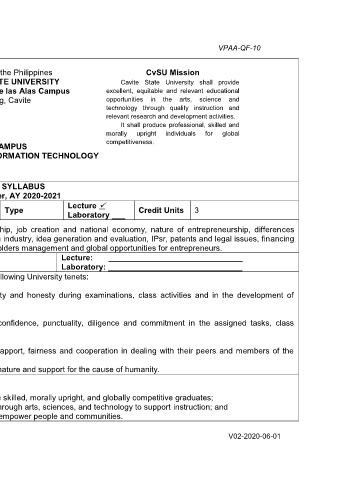 VPAA-QF-10
the Philippines
TE UNIVERSITY
e las Alas Campus
g, Cavite
CvSU Mission
Cavite State University shall provide
excellent, equitable and relevant educational
opportunities in the arts, science and
technology through quality instruction and
relevant research and development activities.
It shall produce professional, skilled and
morally upright individuals for global
competitiveness.
AMPUS
ORMATION TECHNOLOGY
SYLLABUS
er, AY 2020-2021
Type
Lecture ✓
Laboratory ___
Credit Units
3
hip, job creation and national economy, nature of entrepreneurship, differences
industry, idea generation and evaluation, IPsr, patents and legal issues, financing
olders management and global opportunities for entrepreneurs.
Lecture: ___
Laboratory: ___
llowing University tenets:
ty and honesty during examinations, class activities and in the development of
confidence, punctuality, diligence and commitment in the assigned tasks, class
apport, fairness and cooperation in dealing with their peers and members of the
nature and support for the cause of humanity.
e skilled, morally upright, and globally competitive graduates;
hrough arts, sciences, and technology to support instruction; and
empower people and communities.
V02-2020-06-01